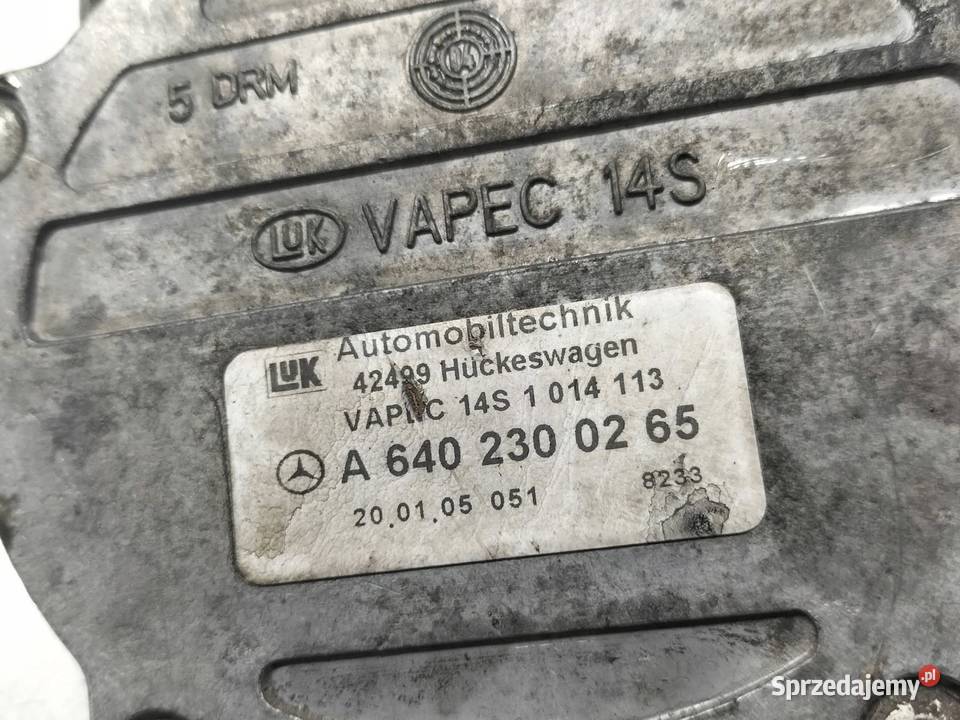 5 DRM
LUK VAPEC 14S
LUK Automobiltechnik
42499 Hückeswagen
VAPEC 14S 1 014 113
A 640 230 02 65
20.01.05 051 8233
Sprzedajemy.pl